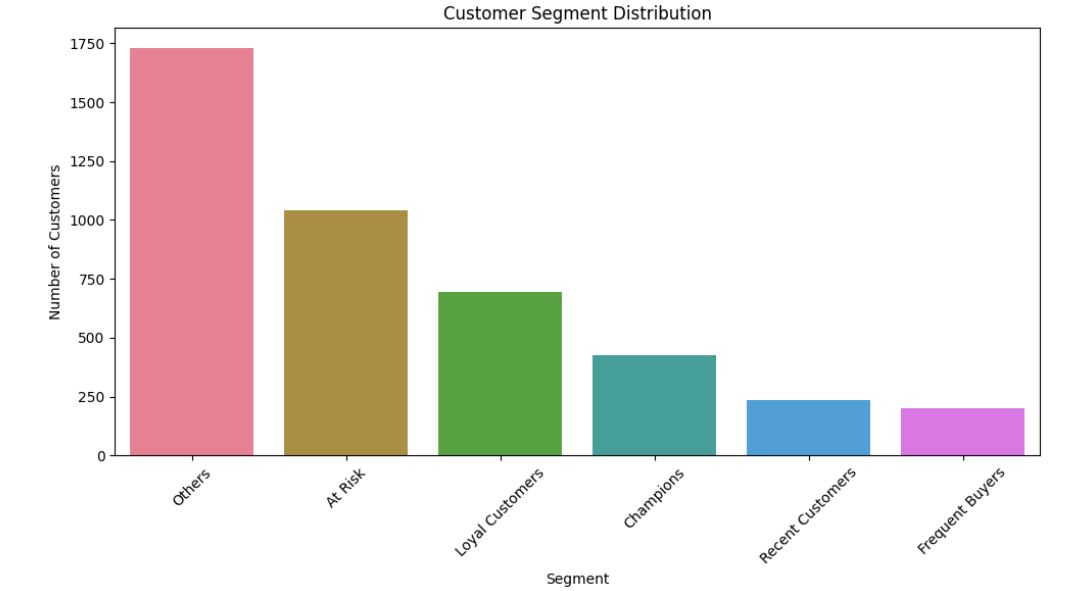 Customer Segment Distribution
Number of Customers
1750
1500
1250
1000
750
500
250
0
Others
At Risk
Loyal Customers
Champions
Recent Customers
Frequent Buyers
Segment